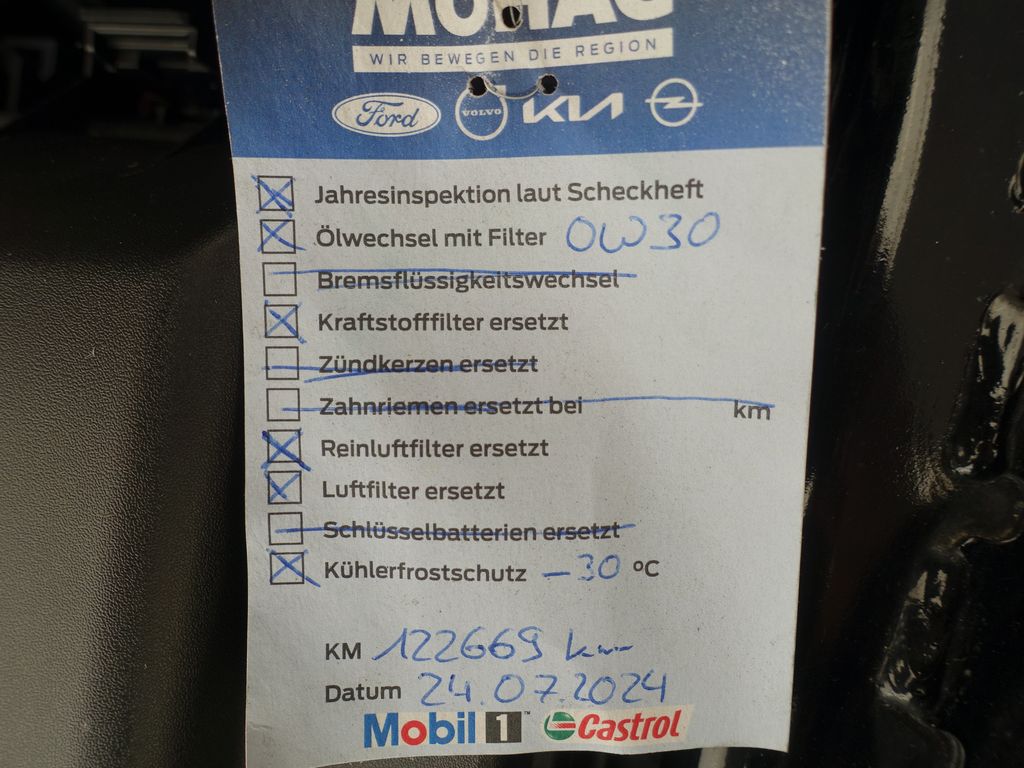 MOHAG
WIR BEWEGEN DIE REGION
Ford VOLVO KIA
Jahresinspektion laut Scheckheft
Ölwechsel mit Filter 0W30
Bremsflüssigkeitswechsel
Kraftstofffilter ersetzt
Zündkerzen ersetzt
Zahnriemen ersetzt bei km
Reinluftfilter ersetzt
Luftfilter ersetzt
Schlüsselbatterien ersetzt
Kühlerfrostschutz -30 °C
KM 122669 km
Datum 24.07.2024
Mobil 1™ Castrol